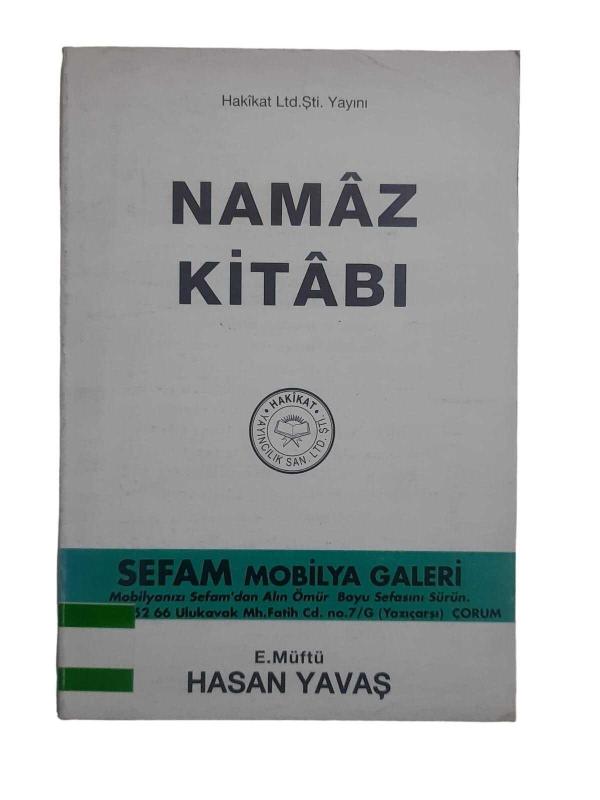 Hakîkat Ltd.Şti. Yayını
NAMÂZ
KİTÂBI
HAKİKAT
YAYINCILIK SAN. LTD. ŞTİ.
SEFAM MOBİLYA GALERİ
Mobilyanızı Sefam'dan Alın Ömür Boyu Sefasını Sürün.
52 66 Ulukavak Mh.Fatih Cd. no.7/G (Yazıçarşı) ÇORUM
E.Müftü
HASAN YAVAŞ